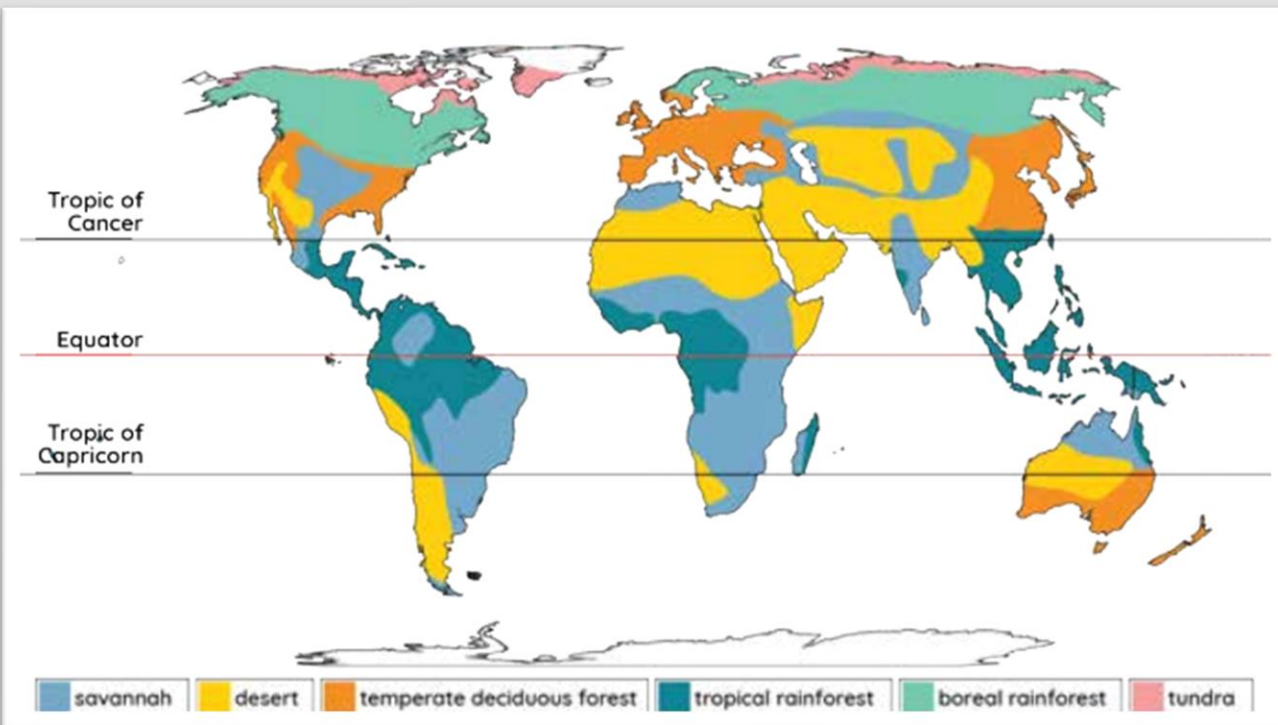 Tropic of
Cancer
Equator
Tropic of
Capricorn
savannah
desert
temperate deciduous forest
tropical rainforest
boreal rainforest
tundra